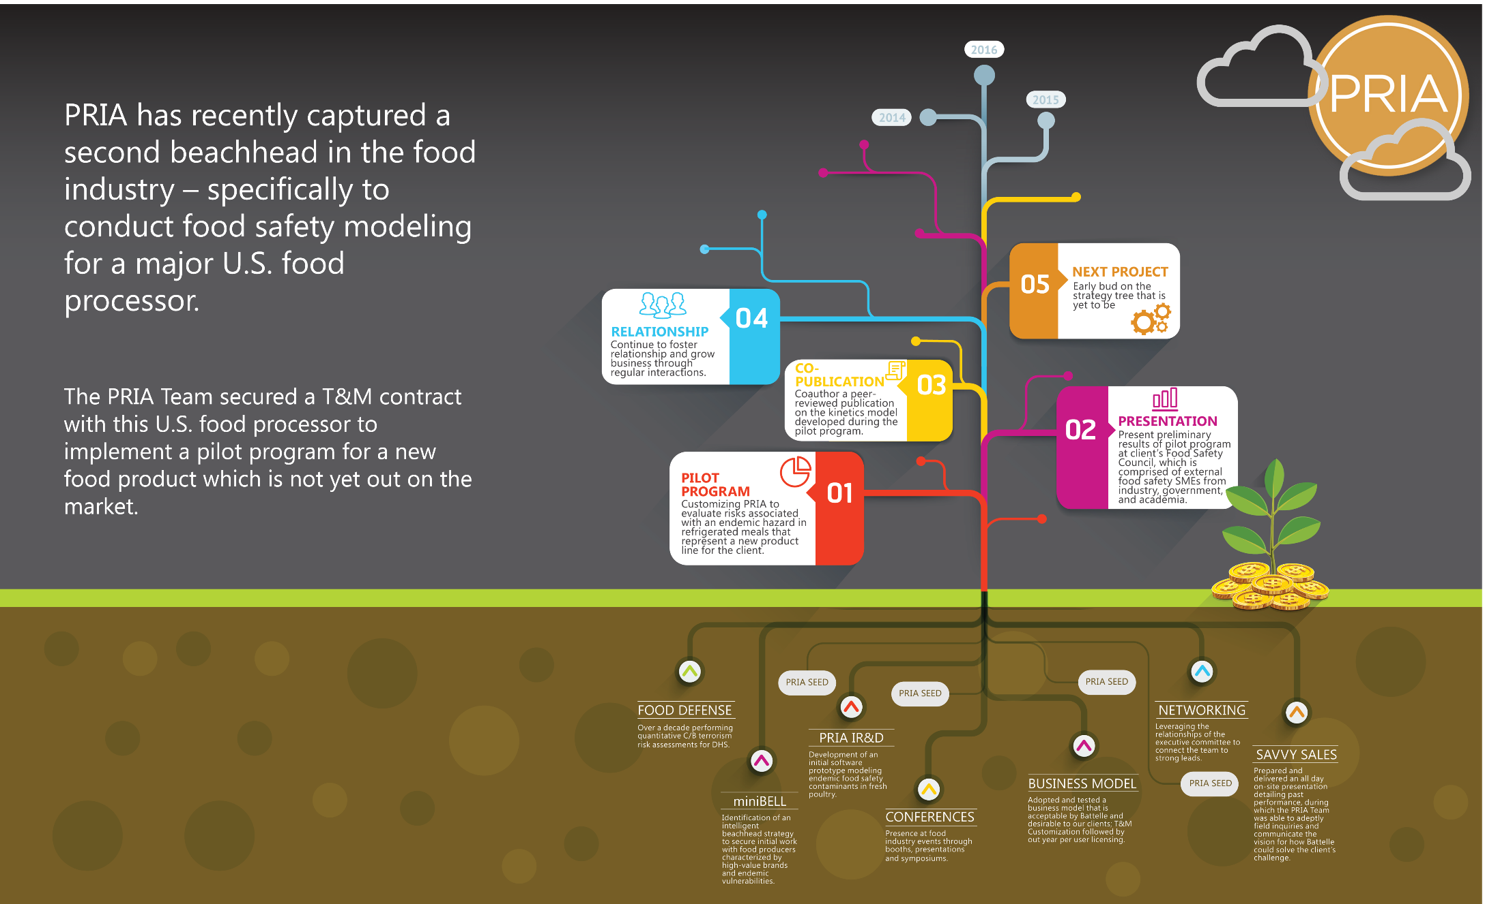 PRIA has recently captured a
second beachhead in the food
industry – specifically to
conduct food safety modeling
for a major U.S. food
processor.
The PRIA Team secured a T&M contract
with this U.S. food processor to
implement a pilot program for a new
food product which is not yet out on the
market.
2016
2015
2014
PRIA
05
NEXT PROJECT
Early bud on the
strategy tree that is
yet to be
04
RELATIONSHIP
Continue to foster
relationship and grow
business through
regular interactions.
03
CO-
PUBLICATION
Coauthor a peer-
reviewed publication
on the kinetics model
developed during the
pilot program.
02
PRESENTATION
Present preliminary
results of pilot program
at client's Food Safety
Council, which is
comprised of external
food safety SMEs from
industry, government,
and academia.
01
PILOT
PROGRAM
Customizing PRIA to
evaluate risks associated
with an endemic hazard in
refrigerated meals that
represent a new product
line for the client.
PRIA SEED
PRIA SEED
PRIA SEED
PRIA SEED
FOOD DEFENSE
Over a decade performing
quantitative C/B terrorism
risk assessments for DHS.
miniBELL
Identification of an
intelligent
beachhead strategy
to secure initial work
with food producers
characterized by
high-value brands
and endemic
vulnerabilities.
PRIA IR&D
Development of an
initial software
prototype modeling
endemic food safety
contaminants in fresh
poultry.
CONFERENCES
Presence at food
industry events through
booths, presentations
and symposiums.
BUSINESS MODEL
Adopted and tested a
business model that is
acceptable by Battelle and
desirable to our clients: T&M
Customization followed by
out year per user licensing.
NETWORKING
Leveraging the
relationships of the
executive committee to
connect the team to
strong leads.
SAVVY SALES
Prepared and
delivered an all day
on-site presentation
detailing past
performance, during
which the PRIA Team
was able to adeptly
field inquiries and
communicate the
vision for how Battelle
could solve the client's
challenge.